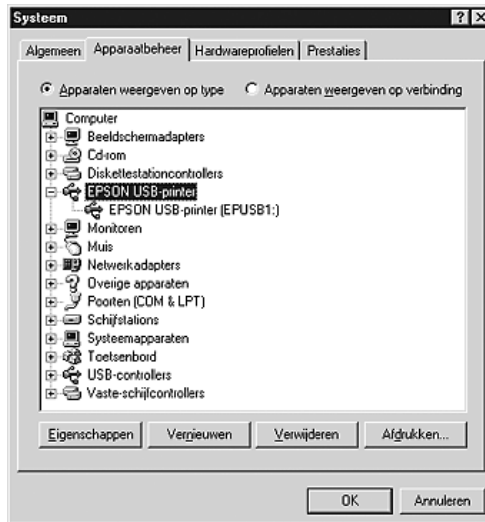 Systeem
Algemeen Apparaatbeheer Hardwareprofielen Prestaties
Apparaten weergeven op type Apparaten weergeven op verbinding
Computer
Beeldschermadapters
Cd-rom
Diskettestationcontrollers
EPSON USB-printer
EPSON USB-printer (EPUSB1:)
Monitoren
Muis
Netwerkadapters
Overige apparaten
Poorten (COM & LPT)
Schijfstations
Systeemapparaten
Toetsenbord
USB-controllers
Vaste-schijfcontrollers
Eigenschappen Vernieuwen Verwijderen Afdrukken...
OK Annuleren